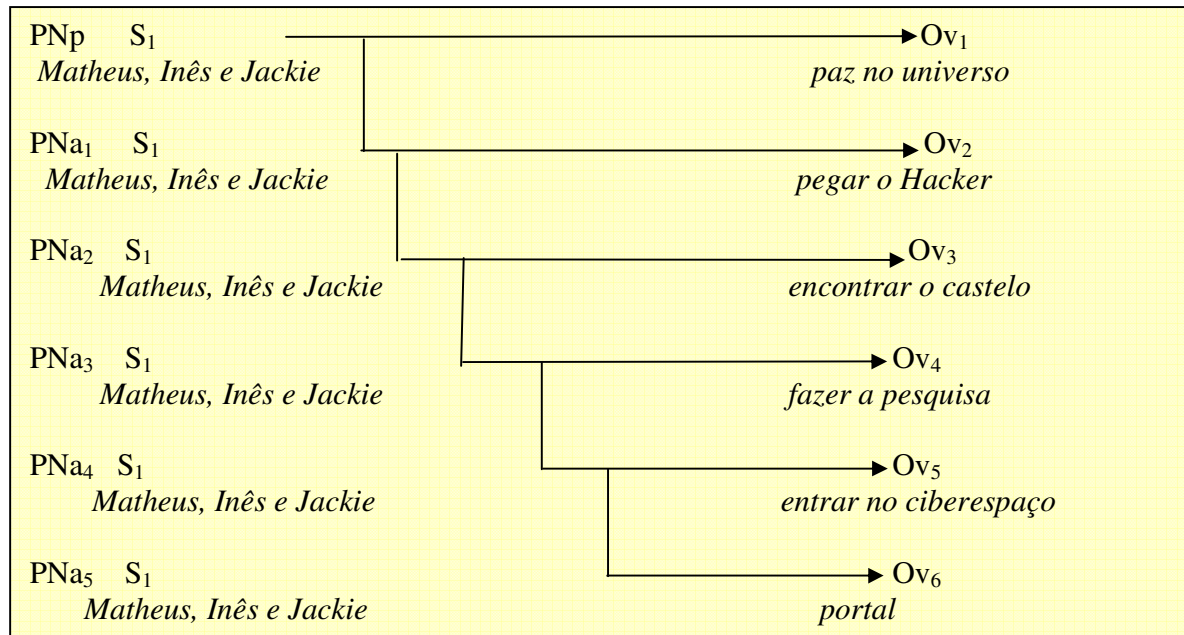 PNp S₁ Ov₁
Matheus, Inês e Jackie paz no universo
PNa₁ S₁ Ov₂
Matheus, Inês e Jackie pegar o Hacker
PNa₂ S₁ Ov₃
Matheus, Inês e Jackie encontrar o castelo
PNa₃ S₁ Ov₄
Matheus, Inês e Jackie fazer a pesquisa
PNa₄ S₁ Ov₅
Matheus, Inês e Jackie entrar no ciberespaço
PNa₅ S₁ Ov₆
Matheus, Inês e Jackie portal